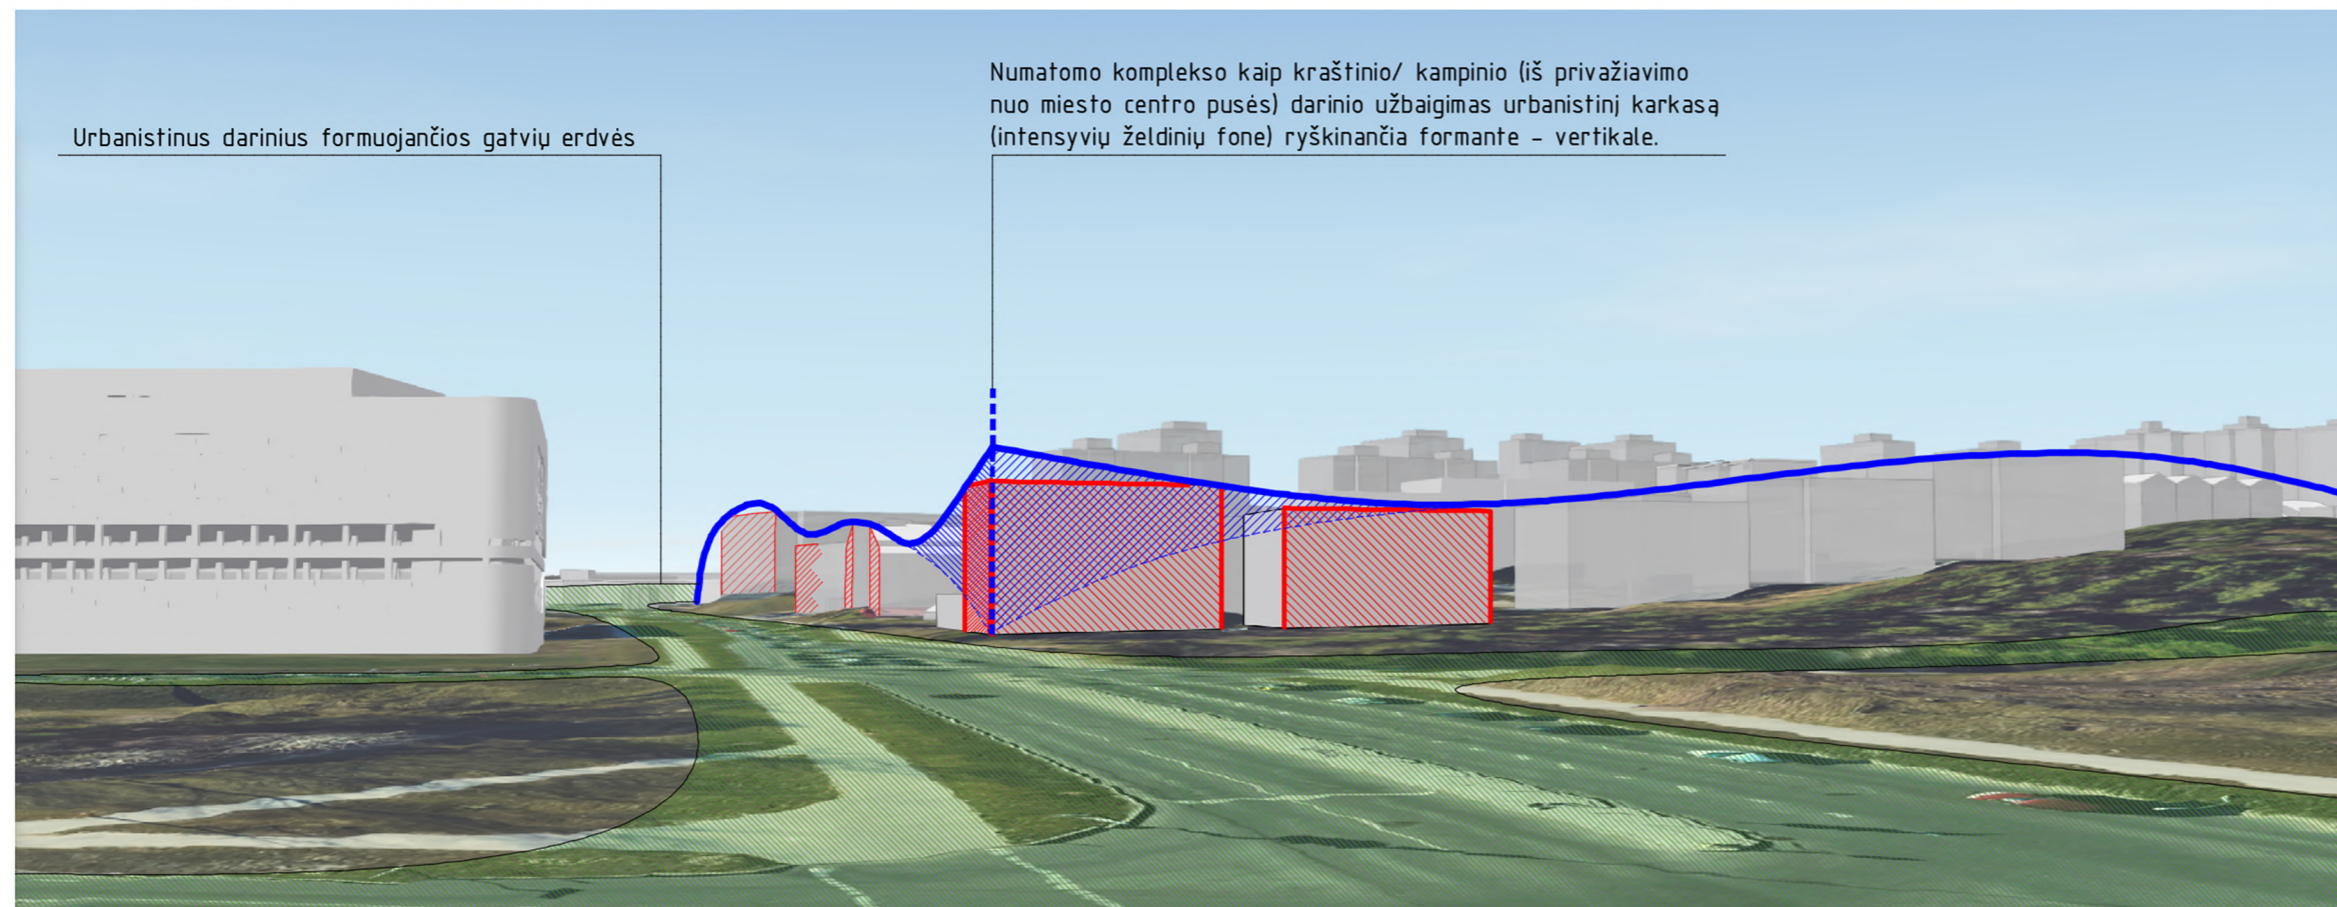 Urbanistinus darinius formuojančios gatvių erdvės
Numatomo komplekso kaip kraštinio/ kampinio (iš privažiavimo
nuo miesto centro pusės) darinio užbaigimas urbanistinį karkasą
(intensyvių želdinių fone) ryškinančia formante - vertikale.